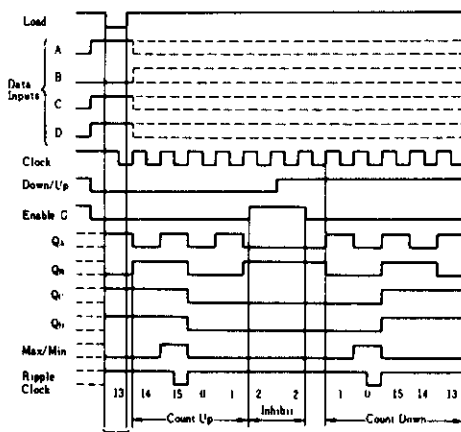 Load
A
B
Data
Inputs
C
D
Clock
Down/Up
Enable G
QA
QB
QC
QD
Max/Min
Ripple
Clock
13 14 15 0 1 2 2 1 0 15 14 13
Count Up Inhibit Count Down